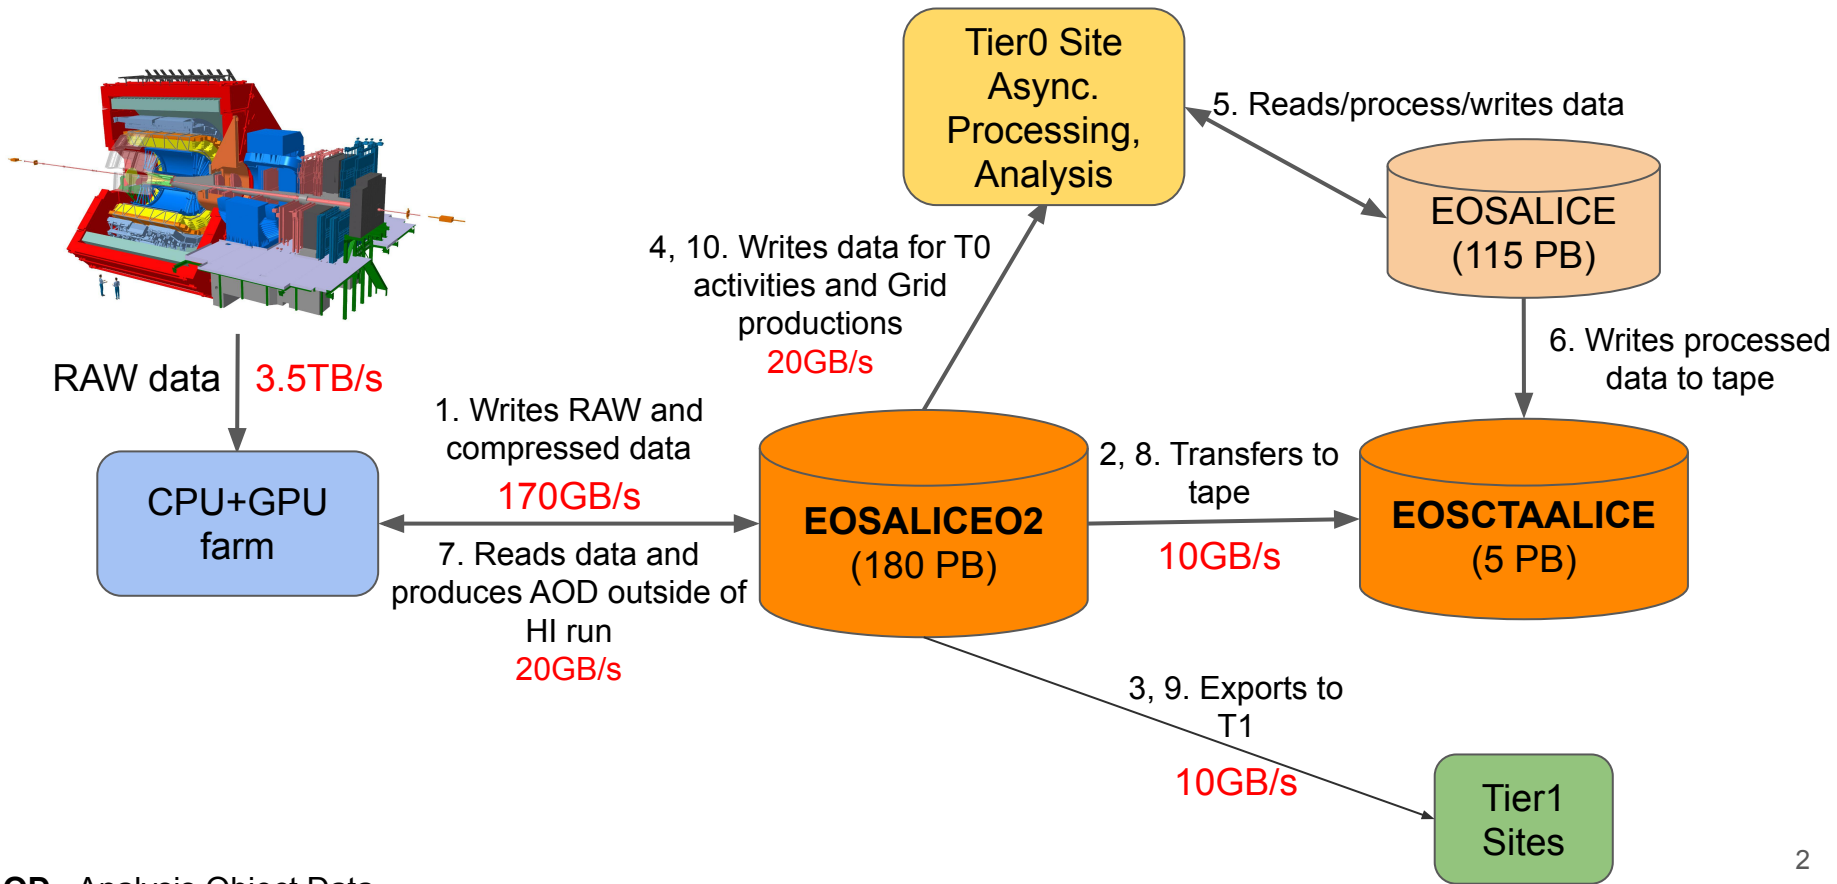 Tier0 Site
Async.
Processing,
Analysis
5. Reads/process/writes data
EOSALICE
(115 PB)
4, 10. Writes data for T0
activities and Grid
productions
20GB/s
6. Writes processed
data to tape
RAW data
3.5TB/s
1. Writes RAW and
compressed data
170GB/s
CPU+GPU
farm
7. Reads data and
produces AOD outside of
HI run
20GB/s
EOSALICEO2
(180 PB)
2, 8. Transfers to
tape
10GB/s
EOSCTAALICE
(5 PB)
3, 9. Exports to
T1
10GB/s
Tier1
Sites
2
Analysis Object Data